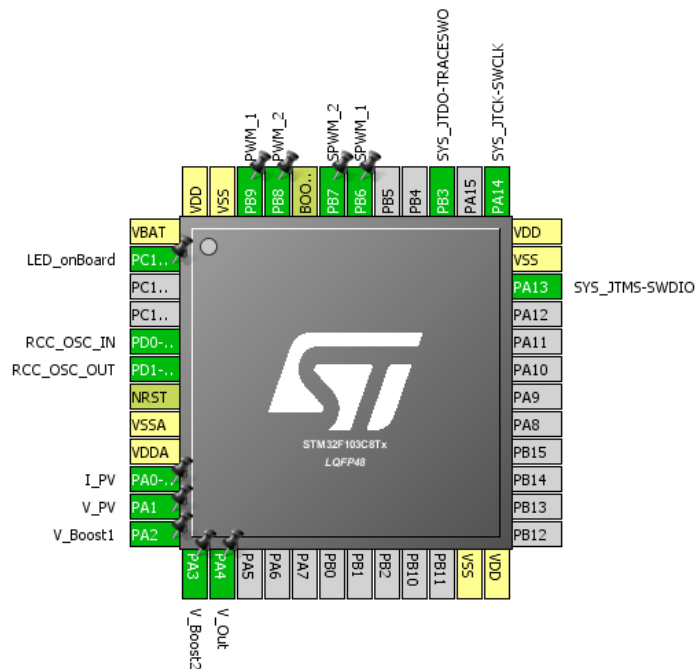 PWM_1
PWM_2
SPWM_2
SPWM_1
SYS_JTDO-TRACESWO
SYS_JTCK-SWCLK
VDD
VSS
PB9
PB8
BOO..
PB7
PB6
PB5
PB4
PB3
PA15
PA14
VBAT
VDD
LED_onBoard PC1..
VSS
PC1..
PA13 SYS_JTMS-SWDIO
PC1..
PA12
RCC_OSC_IN PD0-..
PA11
RCC_OSC_OUT PD1-..
PA10
NRST
PA9
VSSA
PA8
VDDA
PB15
I_PV PA0-..
PB14
V_PV PA1
PB13
V_Boost1 PA2
PB12
ST
STM32F103C8Tx
LQFP48
PA3
PA4
PA5
PA6
PA7
PB0
PB1
PB2
PB10
PB11
VSS
VDD
V_Boost2
V_Out